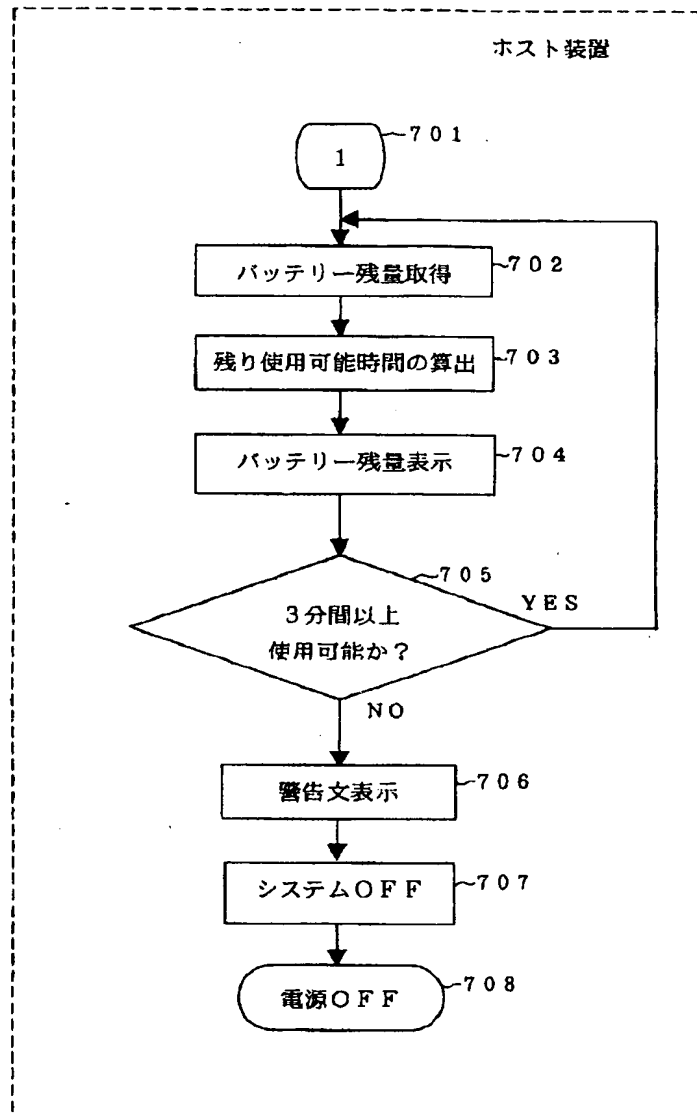 ホスト装置
701
1
バッテリー残量取得
702
残り使用可能時間の算出
703
バッテリー残量表示
704
705
3分間以上
使用可能か？
YES
NO
警告文表示
706
システムOFF
707
電源OFF
708